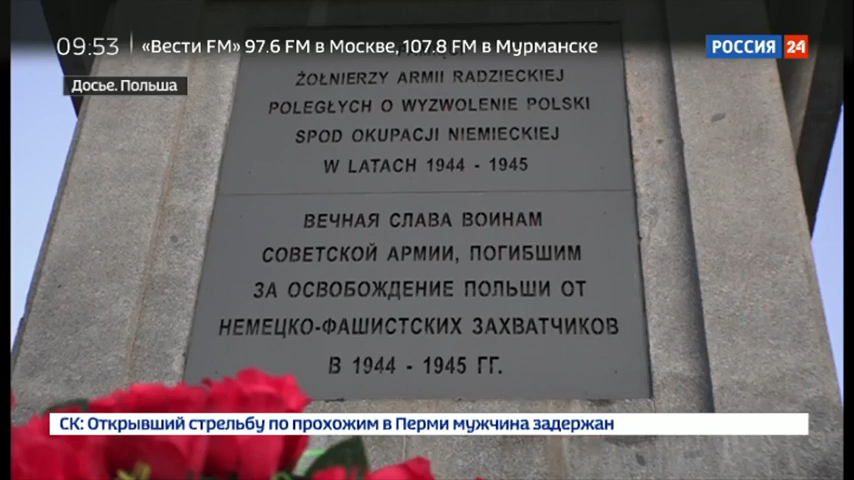 09:53 «Вести FM» 97.6 FM в Москве, 107.8 FM в Мурманске
РОССИЯ 24
Досье. Польша
ŻOŁNIERZY ARMII RADZIECKIEJ
POLEGŁYCH O WYZWOLENIE POLSKI
SPOD OKUPACJI NIEMIECKIEJ
W LATACH 1944 - 1945
ВЕЧНАЯ СЛАВА ВОИНАМ
СОВЕТСКОЙ АРМИИ, ПОГИБШИМ
ЗА ОСВОБОЖДЕНИЕ ПОЛЬШИ ОТ
НЕМЕЦКО-ФАШИСТСКИХ ЗАХВАТЧИКОВ
В 1944 - 1945 ГГ.
СК: Открывший стрельбу по прохожим в Перми мужчина задержан